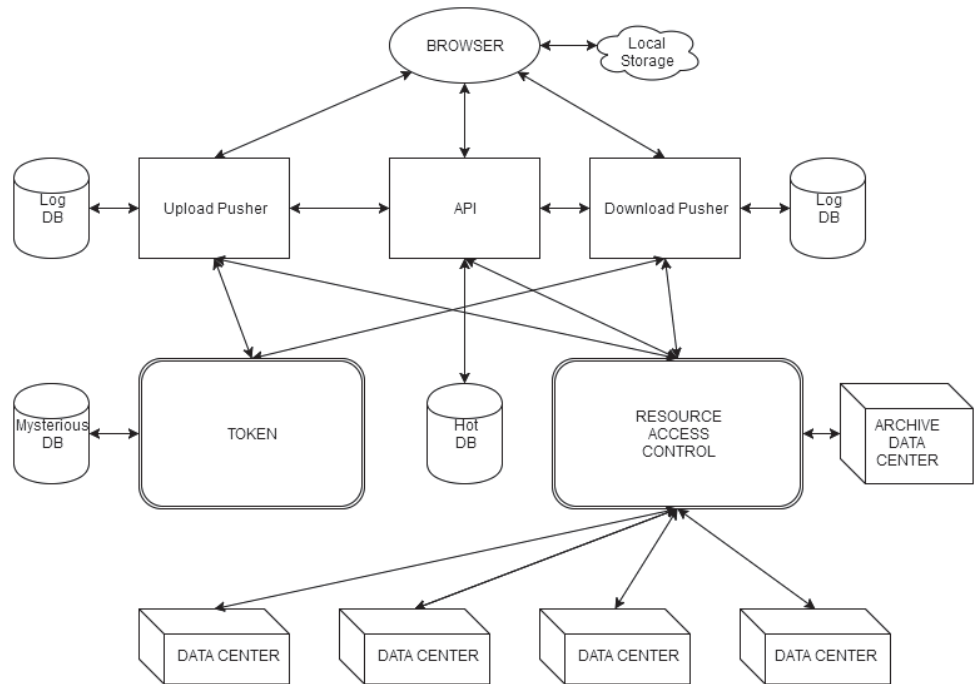 BROWSER
Local
Storage
Log
DB
Upload Pusher
API
Download Pusher
Log
DB
Mysterious
DB
TOKEN
Hot
DB
RESOURCE
ACCESS
CONTROL
ARCHIVE
DATA
CENTER
DATA CENTER
DATA CENTER
DATA CENTER
DATA CENTER